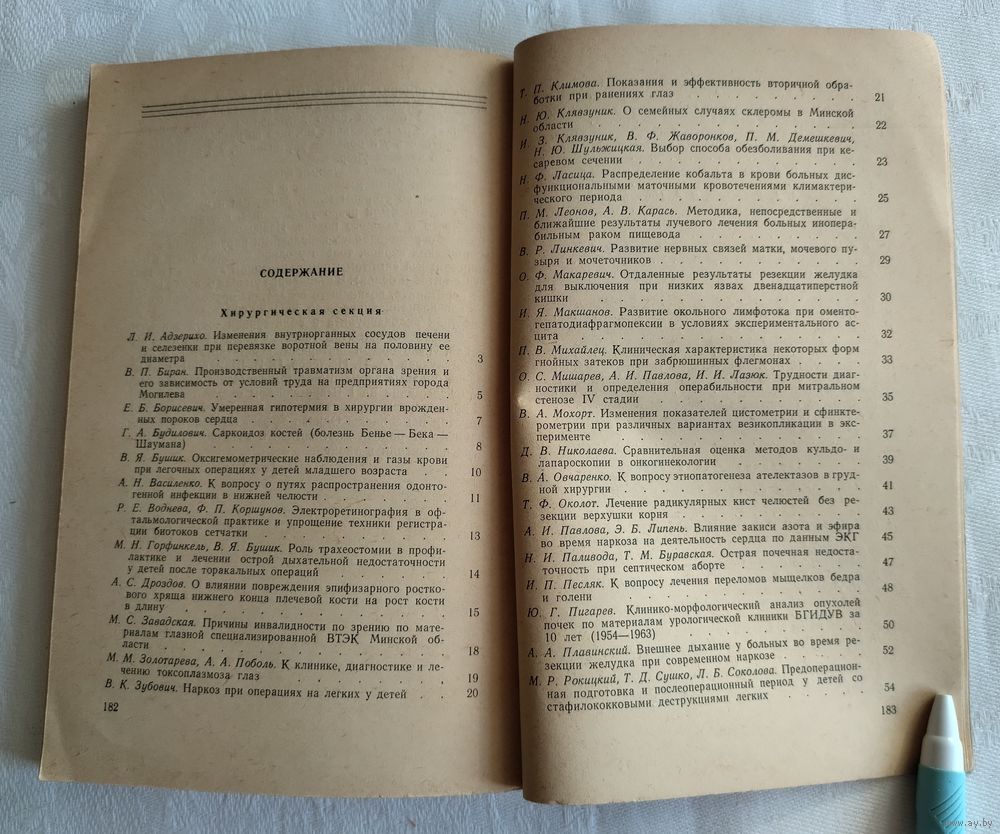 СОДЕРЖАНИЕ
Хирургическая секция
Л. И. Адзерихо. Изменения внутриорганных сосудов печени
и селезенки при перевязке воротной вены на половину ее
диаметра . . . . . . . . . . 3
В. П. Биран. Производственный травматизм органа зрения и
его зависимость от условий труда на предприятиях города
Могилева . . . . . . . . . . 5
Е. Б. Борисевич. Умеренная гипотермия в хирургии врожден-
ных пороков сердца . . . . . . . . 7
Г. А. Будилович. Саркоидоз костей (болезнь Бенье — Бека —
Шаумана) . . . . . . . . . . 8
В. Я. Бушик. Оксигемометрические наблюдения и газы крови
при легочных операциях у детей младшего возраста . . 10
А. Н. Василенко. К вопросу о путях распространения одонто-
генной инфекции в нижней челюсти . . . . . 11
Р. Е. Воднева, Ф. П. Коршунов. Электроретинография в оф-
тальмологической практике и упрощение техники регистра-
ции биотоков сетчатки . . . . . . . 13
М. Н. Горфинкель, В. Я. Бушик. Роль трахеостомии в профи-
лактике и лечении острой дыхательной недостаточности
у детей после торакальных операций . . . . . 14
А. С. Дроздов. О влиянии повреждения эпифизарного ростко-
вого хряща нижнего конца плечевой кости на рост кости
в длину . . . . . . . . . . 15
М. С. Завадская. Причины инвалидности по зрению по ма-
териалам глазной специализированной ВТЭК Минской об-
ласти . . . . . . . . . . 18
М. М. Золотарева, А. А. Поболь. К клинике, диагностике и ле-
чению токсоплазмоза глаз . . . . . . . 19
В. К. Зубович. Наркоз при операциях на легких у детей . . 20
182
Т. П. Климова. Показания и эффективность вторичной обра-
ботки при ранениях глаз . . . . . . . 21
Н. Ю. Клявзуник. О семейных случаях склеромы в Минской
области . . . . . . . . . . 22
И. З. Клявзуник, В. Ф. Жаворонков, П. М. Демешкевич,
Н. Ю. Шульжицкая. Выбор способа обезболивания при ке-
саревом сечении . . . . . . . . . 23
Н. Ф. Ласица. Распределение кобальта в крови больных дис-
функциональными маточными кровотечениями климактери-
ческого периода . . . . . . . . . 25
П. М. Леонов, А. В. Карась. Методика, непосредственные и
ближайшие результаты лучевого лечения больных инопера-
бильным раком пищевода . . . . . . . 27
В. Р. Линкевич. Развитие нервных связей матки, мочевого пу-
зыря и мочеточников . . . . . . . . 29
О. Ф. Макаревич. Отдаленные результаты резекции желудка
для выключения при низких язвах двенадцатиперстной
кишки . . . . . . . . . . 30
И. Я. Макшанов. Развитие окольного лимфотока при оменто-
гепатодиафрагмопексии в условиях экспериментального ас-
цита . . . . . . . . . . 32
П. В. Михайлец. Клиническая характеристика некоторых форм
гнойных затеков при забрюшинных флегмонах . . . 33
О. С. Мишарев, А. И. Павлова, И. И. Лазюк. Трудности диаг-
ностики и определения операбильности при митральном
стенозе IV стадии . . . . . . . . 35
В. А. Мохорт. Изменения показателей цистометрии и сфинкте-
рометрии при различных вариантах везикопликации в экс-
перименте . . . . . . . . . . 37
Д. В. Николаева. Сравнительная оценка методов кульдо- и
лапароскопии в онкогинекологии . . . . . . 39
В. А. Овчаренко. К вопросу этиопатогенеза ателектазов в груд-
ной хирургии . . . . . . . . . 41
Т. Ф. Околот. Лечение радикулярных кист челюстей без ре-
зекции верхушки корня . . . . . . . 43
А. И. Павлова, Э. Б. Липень. Влияние закиси азота и эфира
во время наркоза на деятельность сердца по данным ЭКГ 45
Н. И. Паливода, Т. М. Буравская. Острая почечная недоста-
точность при септическом аборте . . . . . . 47
И. П. Песляк. К вопросу лечения переломов мыщелков бедра
и голени . . . . . . . . . . 48
Ю. Г. Пигарев. Клинико-морфологический анализ опухолей
почек по материалам урологической клиники БГИДУВ за
10 лет (1954—1963) . . . . . . . . 50
А. А. Плавинский. Внешнее дыхание у больных во время ре-
зекции желудка при современном наркозе . . . . 52
М. Р. Рокицкий, Т. Д. Сушко, Л. Б. Соколова. Предоперацион-
ная подготовка и послеоперационный период у детей со
стафилококковыми деструкциями легких . . . . 54
183
www.ay.by